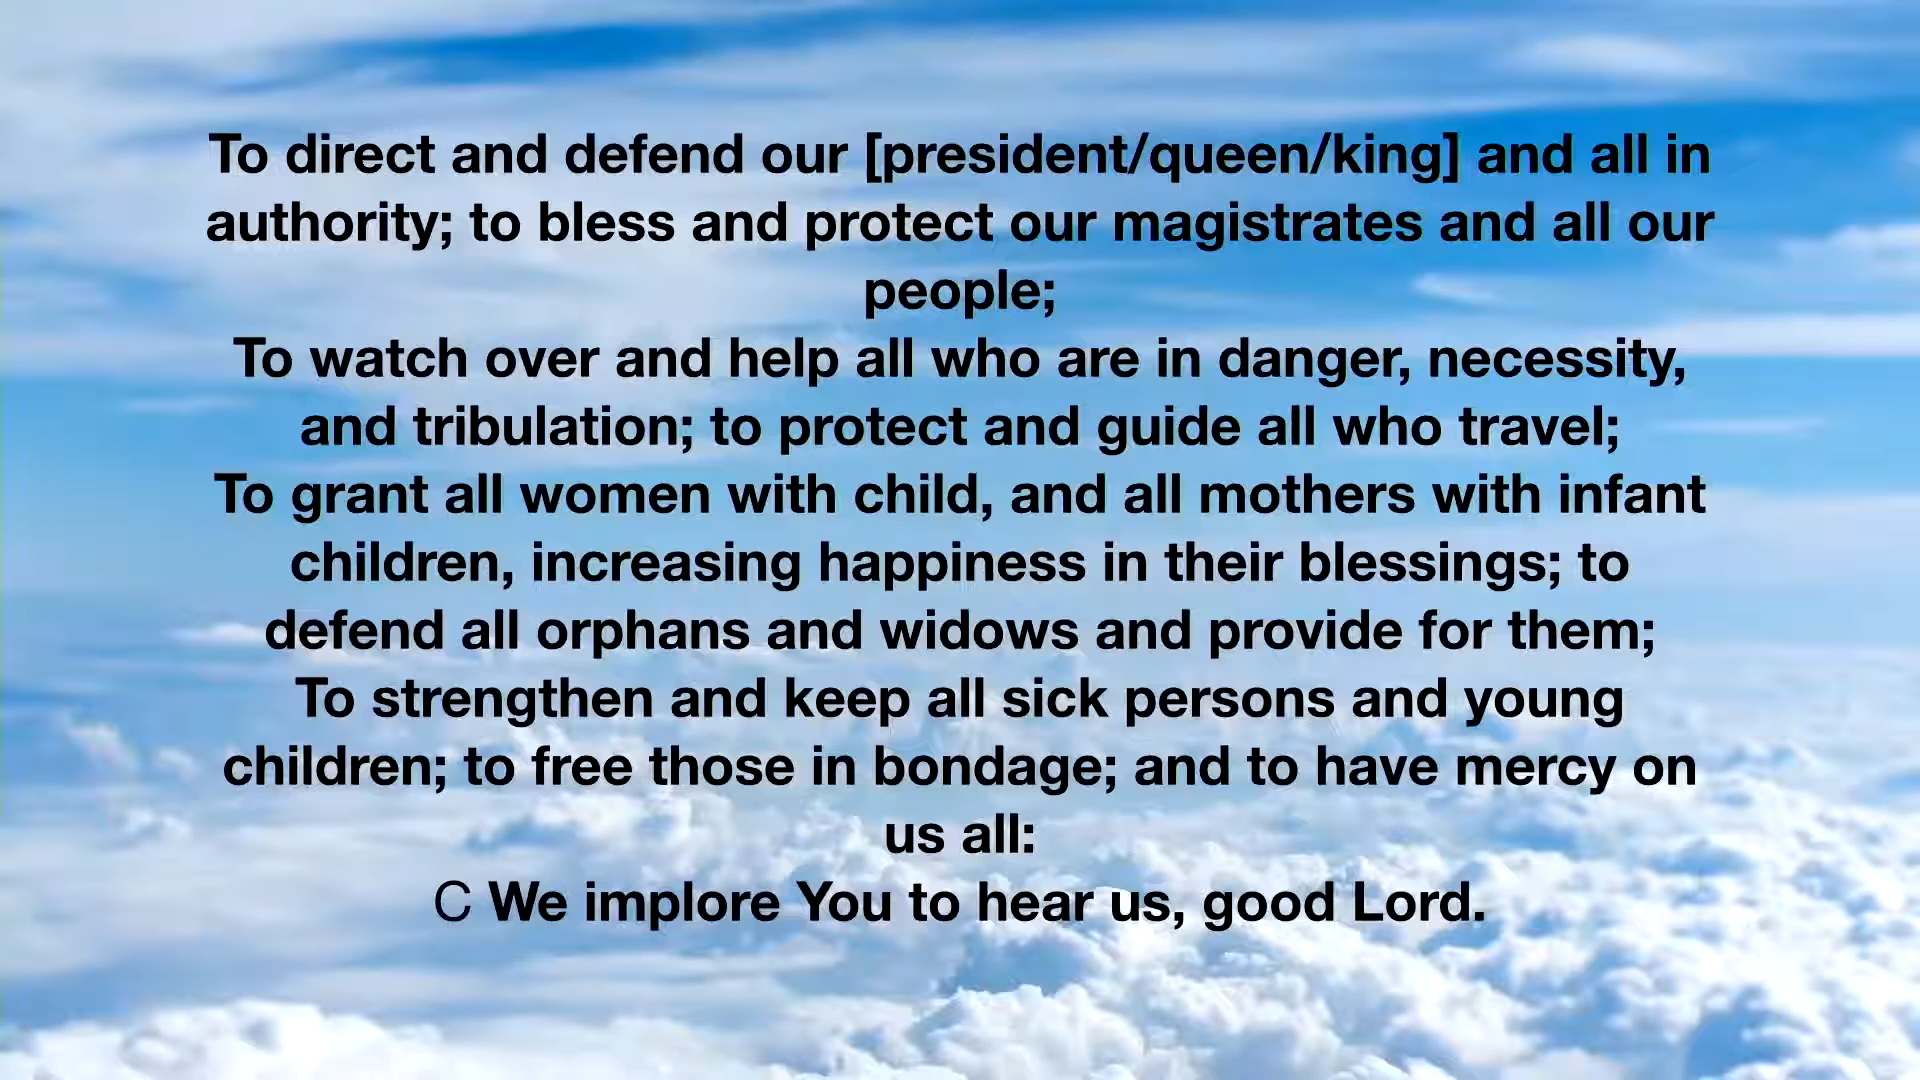 To direct and defend our [president/queen/king] and all in
authority; to bless and protect our magistrates and all our
people;
To watch over and help all who are in danger, necessity,
and tribulation; to protect and guide all who travel;
To grant all women with child, and all mothers with infant
children, increasing happiness in their blessings; to
defend all orphans and widows and provide for them;
To strengthen and keep all sick persons and young
children; to free those in bondage; and to have mercy on
us all:
C We implore You to hear us, good Lord.